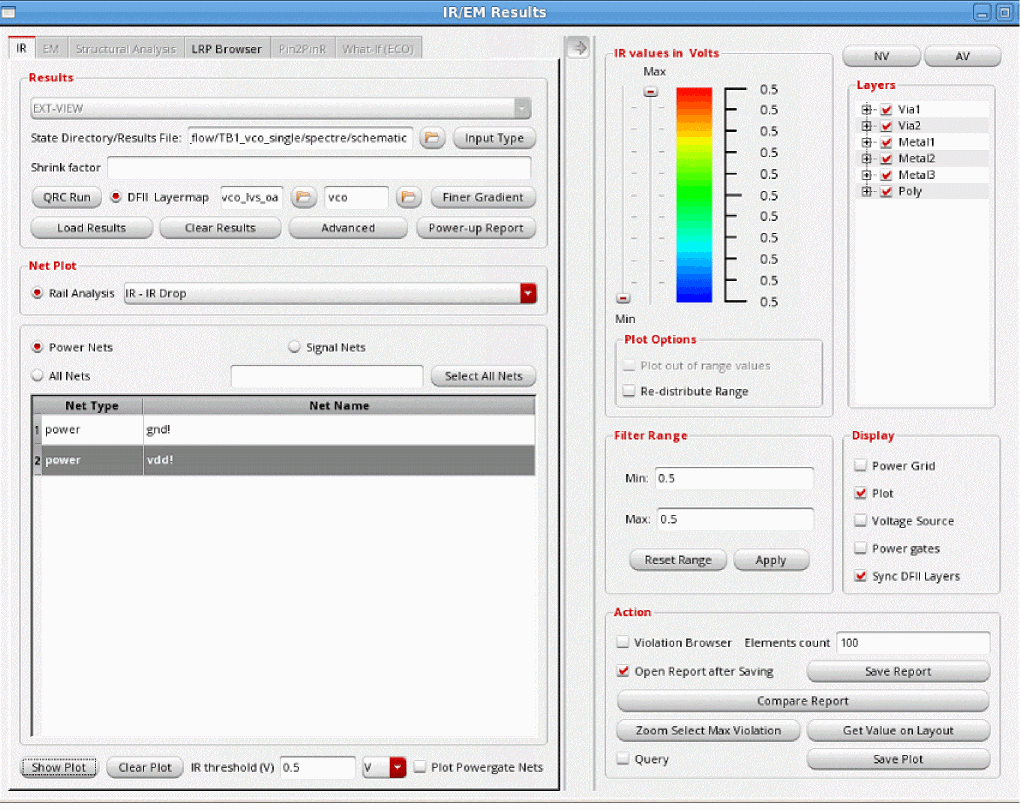 IR/EM Results
IR EM Structural Analysis LRP Browser Pin2PinR What-If (ECO)
Results
EXT-VIEW
State Directory/Results File: flow/TB1_vco_single/spectre/schematic Input Type
Shrink factor
QRC Run DFII Layermap vco_lvs_oa vco Finer Gradient
Load Results Clear Results Advanced Power-up Report
Net Plot
Rail Analysis IR - IR Drop
Power Nets Signal Nets
All Nets Select All Nets
Net Type Net Name
1 power gnd!
2 power vdd!
Show Plot Clear Plot IR threshold (V) 0.5 V Plot Powergate Nets
IR values in Volts
Max
0.5
0.5
0.5
0.5
0.5
0.5
0.5
0.5
0.5
0.5
0.5
Min
Plot Options
Plot out of range values
Re-distribute Range
NV AV
Layers
Via1
Via2
Metal1
Metal2
Metal3
Poly
Filter Range
Min: 0.5
Max: 0.5
Reset Range Apply
Display
Power Grid
Plot
Voltage Source
Power gates
Sync DFII Layers
Action
Violation Browser Elements count 100
Open Report after Saving Save Report
Compare Report
Zoom Select Max Violation Get Value on Layout
Query Save Plot